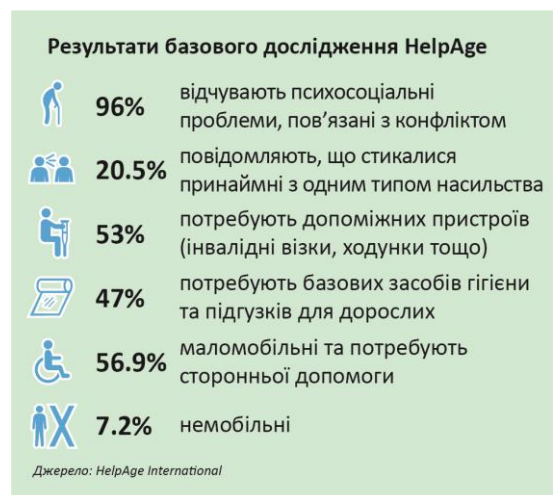 Результати базового дослідження HelpAge
96% відчувають психосоціальні
проблеми, пов’язані з конфліктом
20.5% повідомляють, що стикалися
принаймні з одним типом насильства
53% потребують допоміжних пристроїв
(інвалідні візки, ходунки тощо)
47% потребують базових засобів гігієни
та підгузків для дорослих
56.9% маломобільні та потребують
сторонньої допомоги
7.2% немобільні
Джерело: HelpAge International